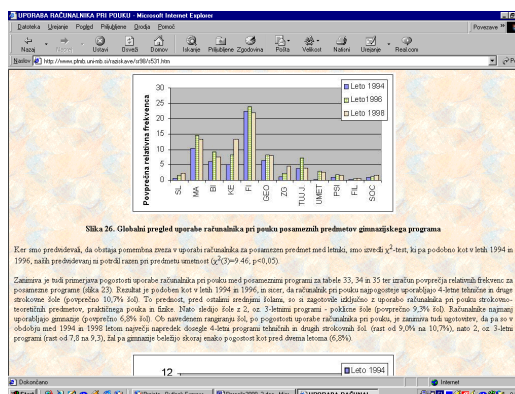 UPORABA RAČUNALNIKA PRI POUKU - Microsoft Internet Explorer
Datoteka Urejanje Pogled Priljubljene Orodja Pomoč
Povezave
Nazaj Ustavi Osveži Domov Iskanje Priljubljene Zgodovina Pošta Velikost Natisni Urejanje Real.com
Naslov http://www.pfmb.uni-mb.si/raziskave/sr98/r531.htm
Povprečna relativna frekvenca
30
25
20
15
10
5
0
Leto 1994
Leto1996
Leto 1998
SL MA BI KE FI GEO ZG TUJ J. UMET PSI FIL SOC
Slika 26. Globalni pregled uporabe računalnika pri pouku posameznih predmetov gimnazijskega programa
Ker smo predvidevali, da obstaja pomembna zveza v uporabi računalnika za posamezen predmet med letniki, smo izvedli χ²-test, ki pa podobno kot v letih 1994 in
1996, naših predvidevanj ni potrdil razen pri predmetu umetnost (χ²(3)=9.46; p<0,05).
Zanimiva je tudi primerjava pogostosti uporabe računalnika pri pouku med posameznimi programi za tabele 33, 34 in 35 ter izračun povprečja relativnih frekvenc za
posamezne programe (slika 23). Rezultat je podoben kot v letih 1994 in 1996, in sicer, da računalnik pri pouku najpogosteje uporabljajo 4-letne tehnične in druge
strokovne šole (povprečno 10,7% šol). To prednost, pred ostalimi srednjimi šolami, so si zagotovile izključno z uporabo računalnika pri pouku strokovno-
teoretičnih predmetov, praktičnega pouka in fizike. Nato sledijo šole z 2, oz. 3-letnimi programi - poklicne šole (povprečno 9,3% šol). Računalnike najmanj
uporabljajo gimnazije (povprečno 6,8% šol). Ob navedenem rangiranju šol, po pogostosti uporabe računalnika pri pouku, je zanimiva tudi ugotovitev, da pa so v
obdobju med 1994 in 1998 letom največji napredek dosegle 4-letni programi tehničnih in drugih strokovnih šol (rast od 9,0% na 10,7%), nato 2, oz. 3-letni
programi (rast od 7,8 na 9,3), žal pa gimnazije beležijo skoraj enako pogostost kot pred dvema letoma (6,8%).
12
Leto 1994
Dokončano
Internet